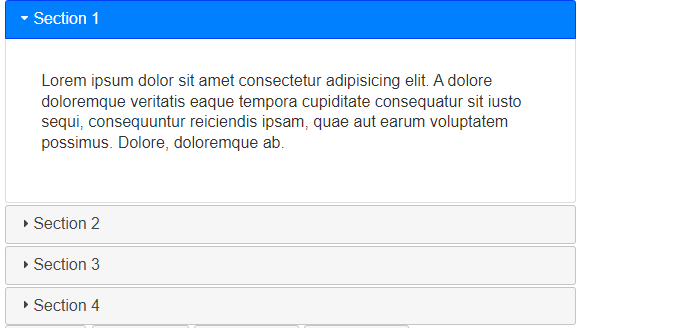 Section 1
Lorem ipsum dolor sit amet consectetur adipisicing elit. A dolore
doloremque veritatis eaque tempora cupiditate consequatur sit iusto
sequi, consequuntur reiciendis ipsam, quae aut earum voluptatem
possimus. Dolore, doloremque ab.
Section 2
Section 3
Section 4